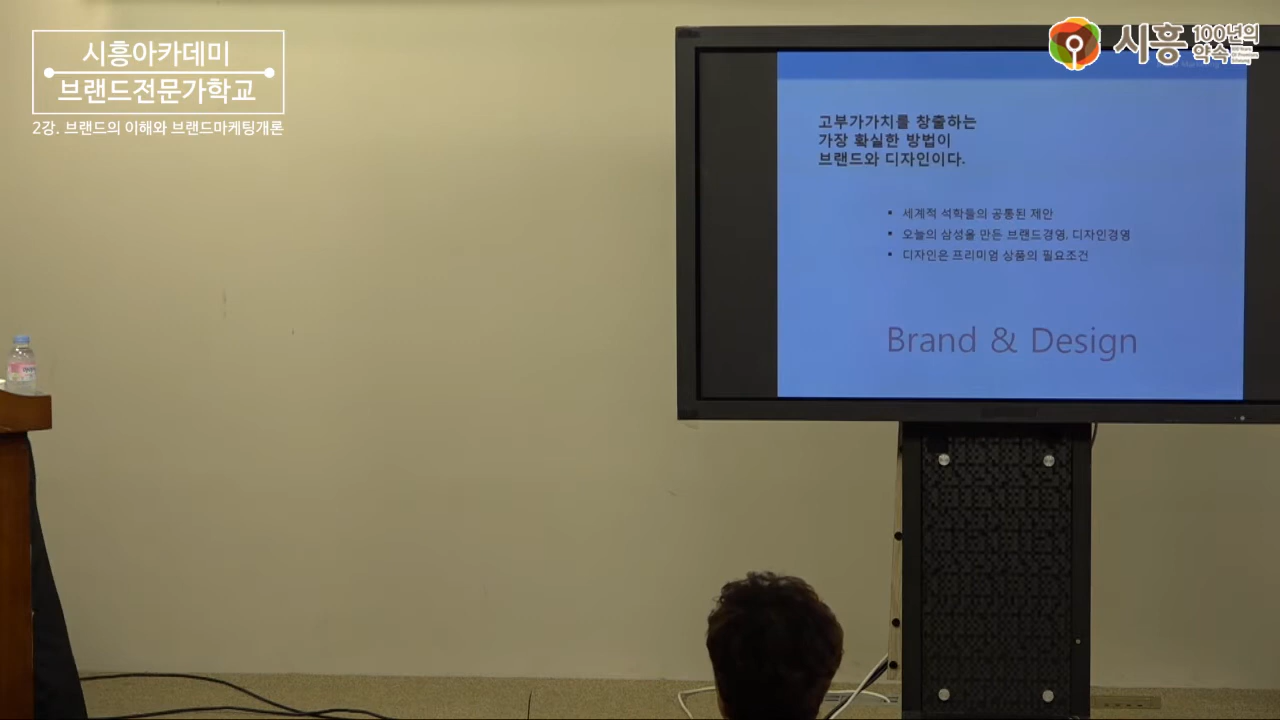 시흥아카데미
브랜드전문가학교
2강. 브랜드의 이해와 브랜드마케팅개론
시흥
100년의
약속
고부가가치를 창출하는
가장 확실한 방법이
브랜드와 디자인이다.
▪ 세계적 석학들의 공통된 제안
▪ 오늘의 삼성을 만든 브랜드경영, 디자인경영
▪ 디자인은 프리미엄 상품의 필요조건
Brand & Design